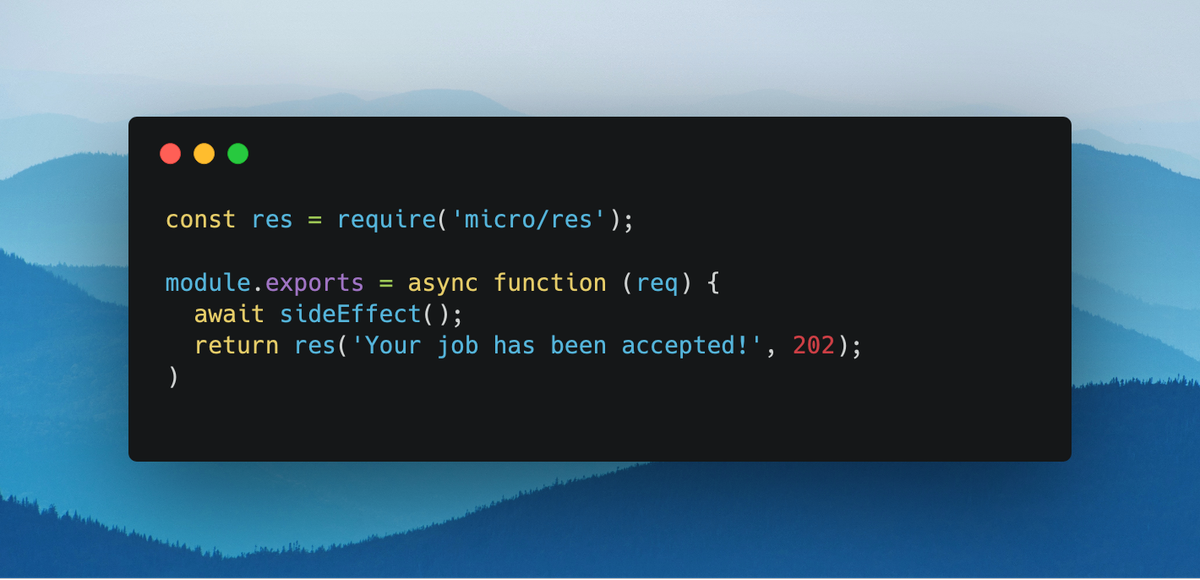 const res = require('micro/res');
module.exports = async function (req) {
  await sideEffect();
  return res('Your job has been accepted!', 202);
)